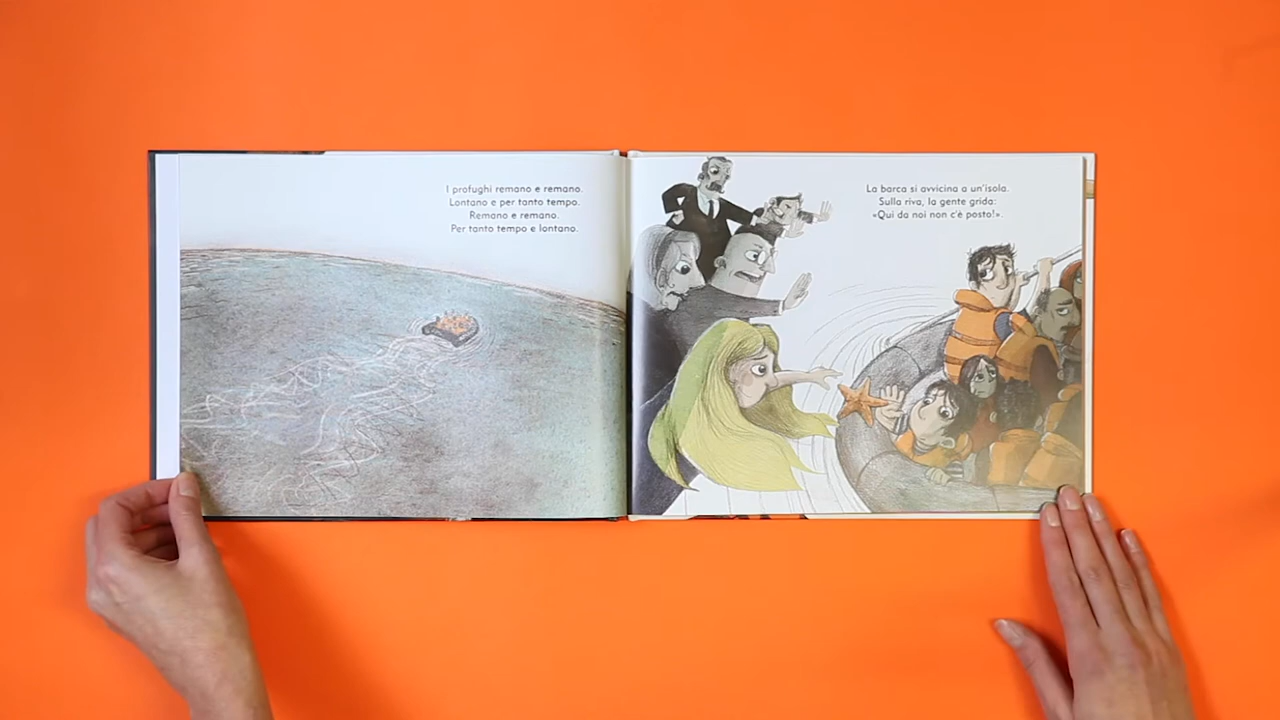 I profughi remano e remano.
Lontano e per tanto tempo.
Remano e remano.
Per tanto tempo e lontano.
La barca si avvicina a un'isola.
Sulla riva, la gente grida:
«Qui da noi non c'è posto!».